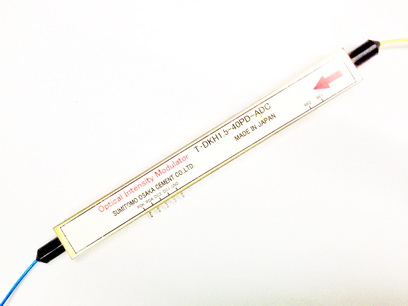 Optical Intensity Modulator T-DKH1.5-40PD-ADC
SUMITOMO OSAKA CEMENT CO.,LTD MADE IN JAPAN